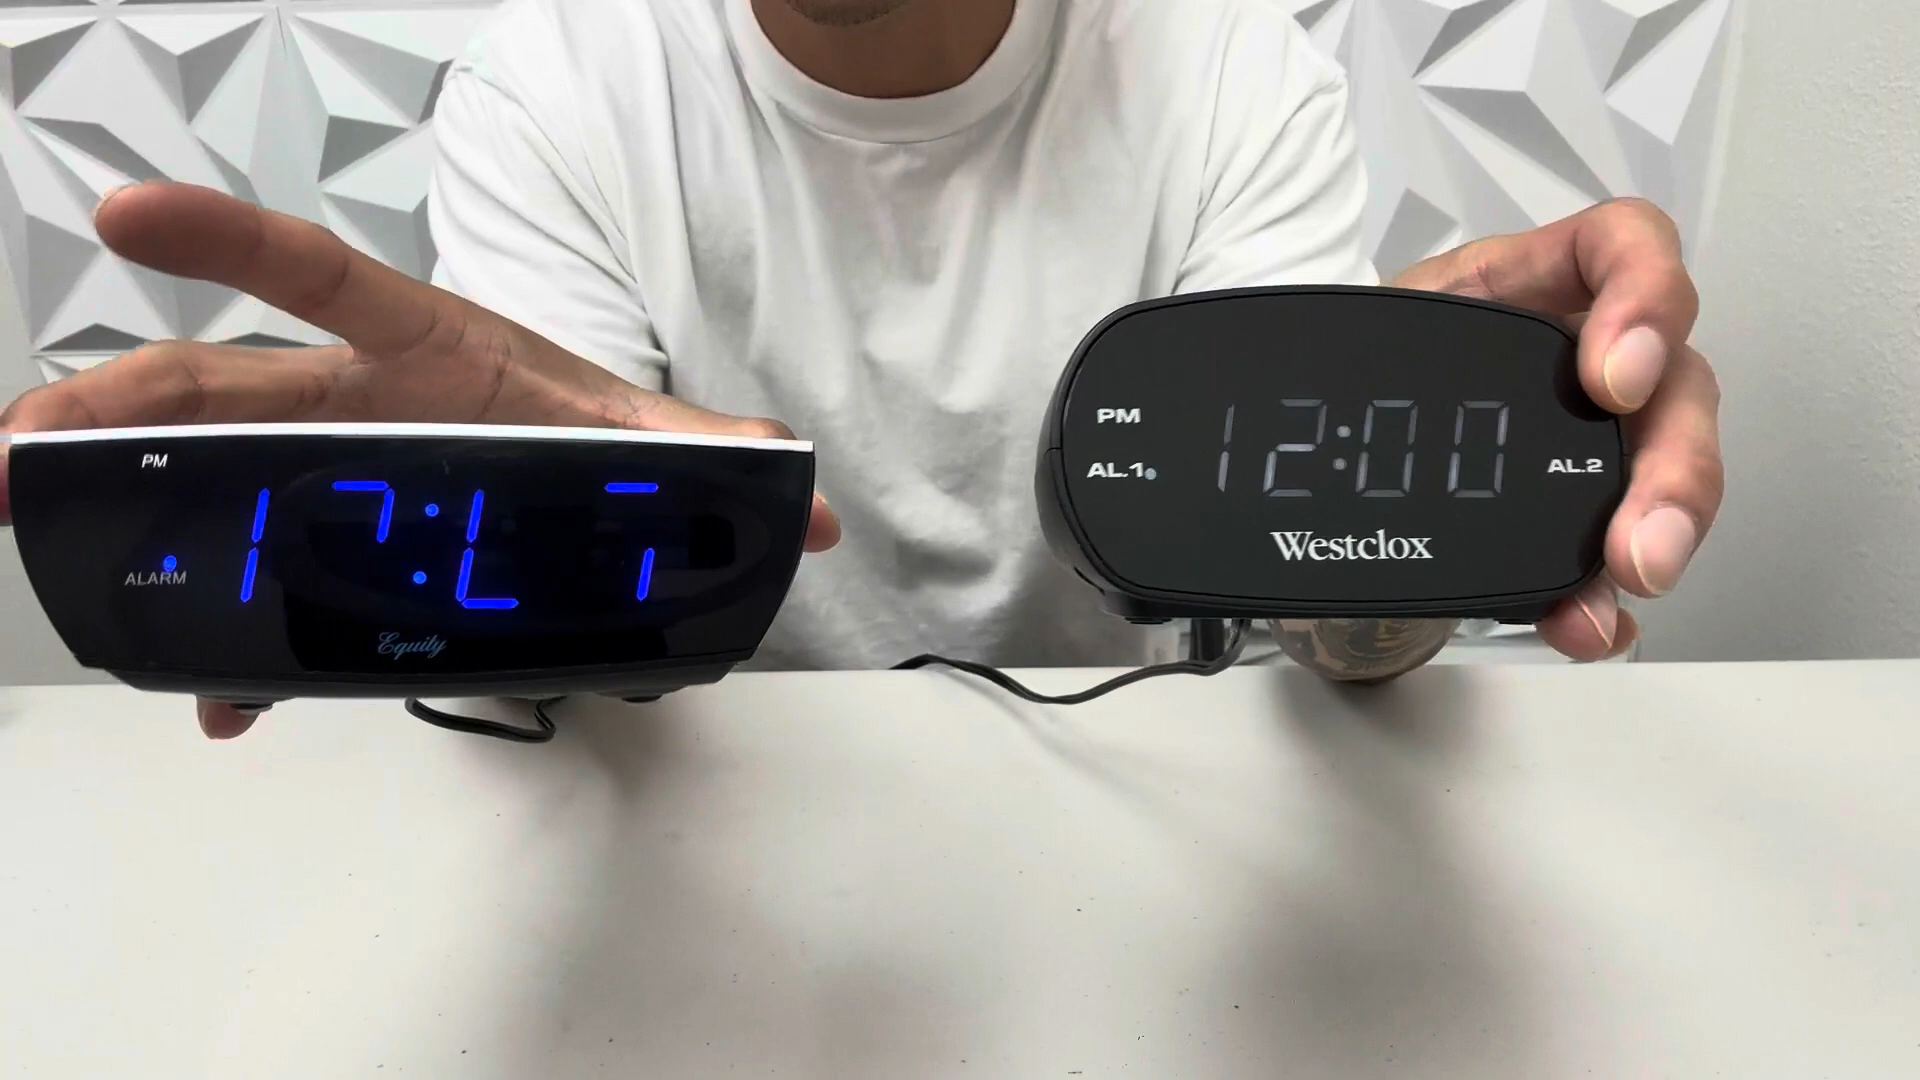 PM
ALARM
Equity
PM
AL.1
12:00
AL.2
Westclox